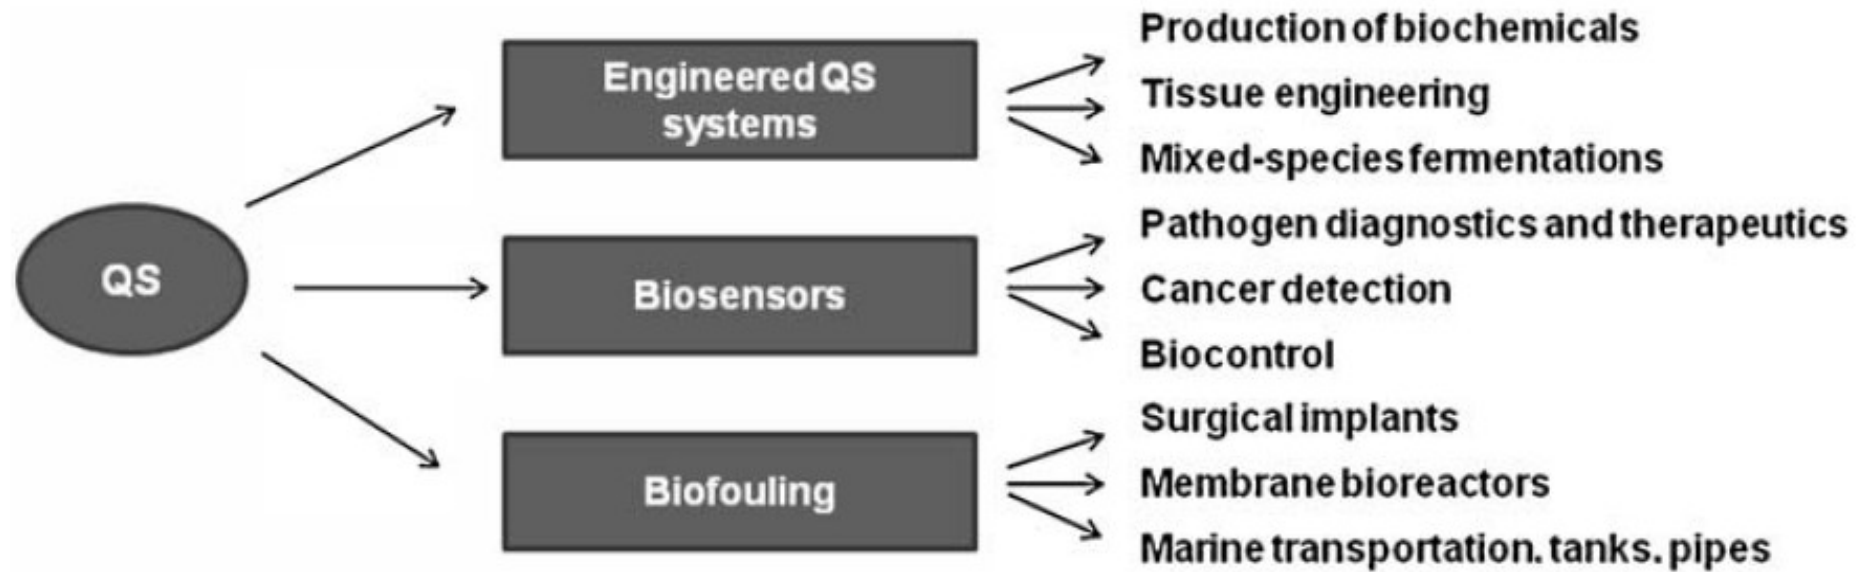 QS
Engineered QS
systems
Production of biochemicals
Tissue engineering
Mixed-species fermentations
Biosensors
Pathogen diagnostics and therapeutics
Cancer detection
Biocontrol
Biofouling
Surgical implants
Membrane bioreactors
Marine transportation. tanks. pipes